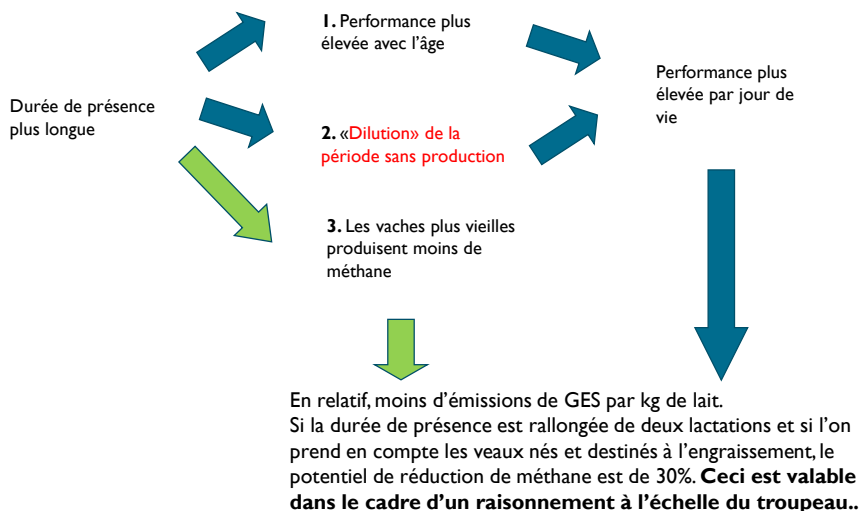 Durée de présence
plus longue
1. Performance plus
élevée avec l'âge
2. «Dilution» de la
période sans production
3. Les vaches plus vieilles
produisent moins de
méthane
Performance plus
élevée par jour de
vie
En relatif, moins d'émissions de GES par kg de lait.
Si la durée de présence est rallongée de deux lactations et si l'on
prend en compte les veaux nés et destinés à l'engraissement, le
potentiel de réduction de méthane est de 30%. Ceci est valable
dans le cadre d'un raisonnement à l'échelle du troupeau..